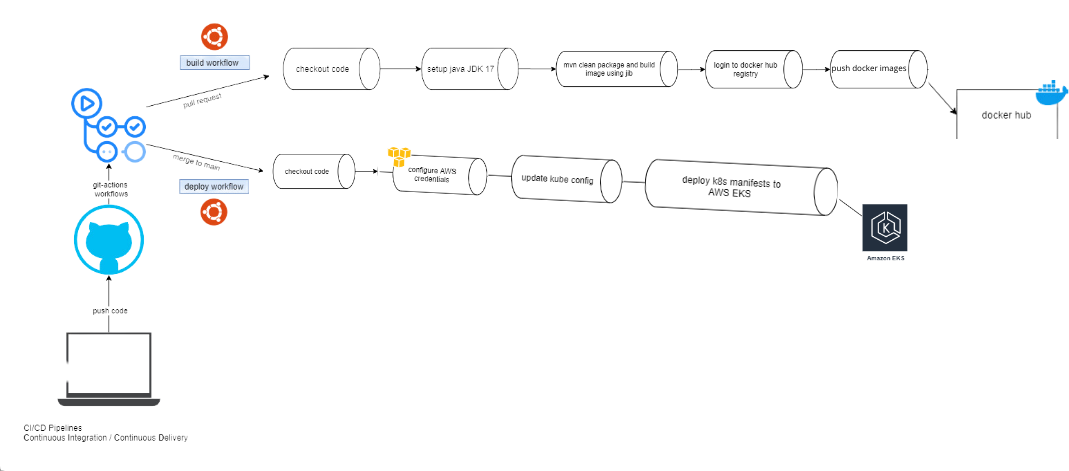 build workflow
pull request
checkout code
setup java JDK 17
mvn clean package and build
image using jib
login to docker hub
registry
push docker images
docker hub
merge to main
deploy workflow
checkout code
configure AWS
credentials
update kube config
deploy k8s manifests to
AWS EKS
K
Amazon EKS
git-actions
workflows
push code
CI/CD Pipelines
Continuous Integration / Continuous Delivery